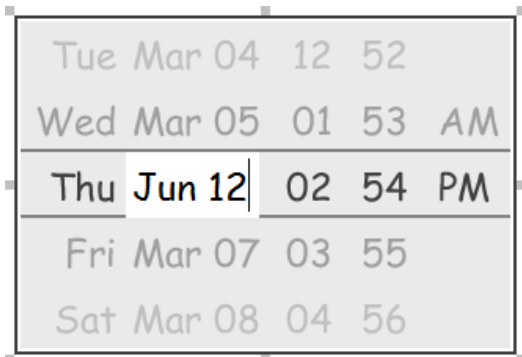 Tue Mar 04 12 52
Wed Mar 05 01 53 AM
Thu Jun 12 02 54 PM
Fri Mar 07 03 55
Sat Mar 08 04 56